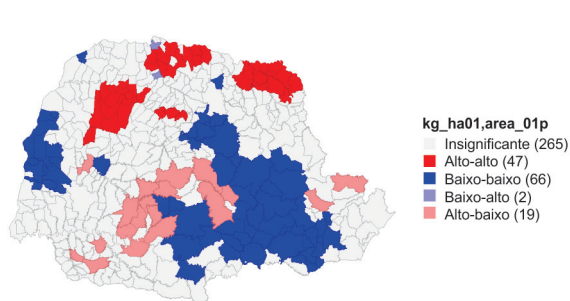 kg_ha01,area_01p
Insignificante (265)
Alto-alto (47)
Baixo-baixo (66)
Baixo-alto (2)
Alto-baixo (19)